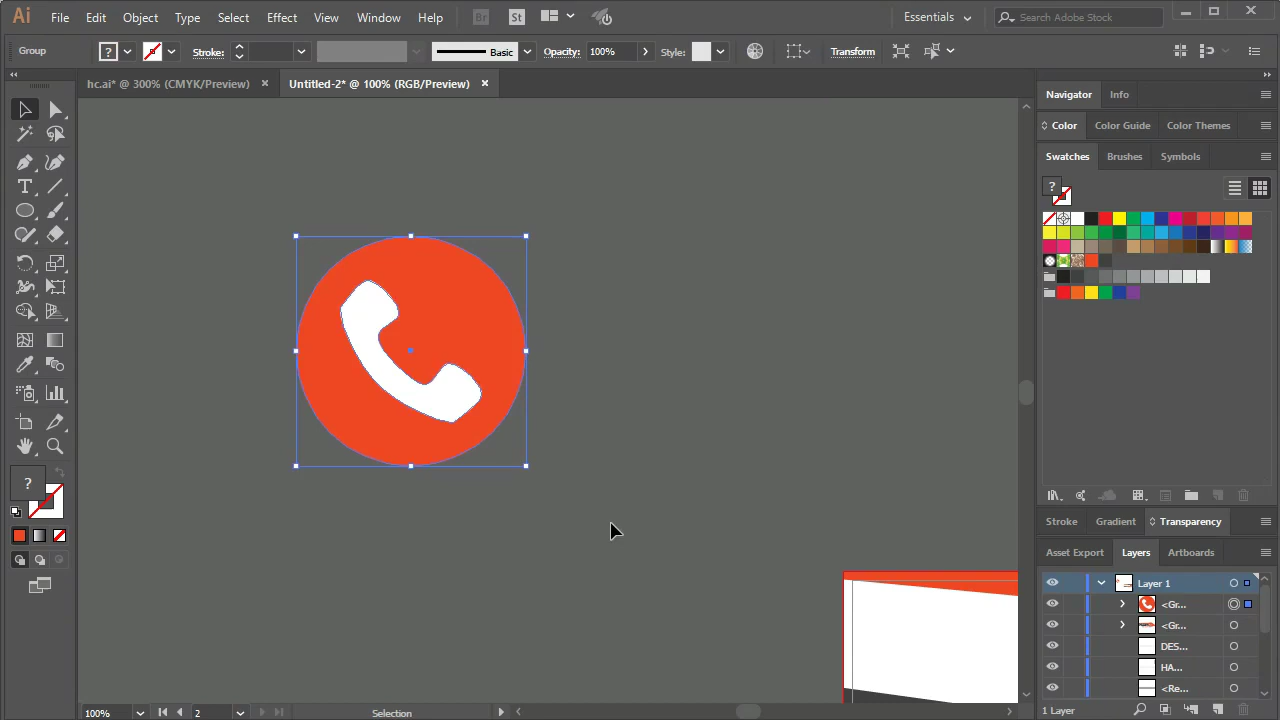 Ai File Edit Object Type Select Effect View Window Help Br St Essentials Search Adobe Stock
Group ? Stroke: Basic Opacity: 100% Style: Transform
hc.ai* @ 300% (CMYK/Preview) × Untitled-2* @ 100% (RGB/Preview) ×
Navigator Info
Color Color Guide Color Themes
Swatches Brushes Symbols
?
T
?
Stroke Gradient Transparency
Asset Export Layers Artboards
Layer 1
<Gr...
<Gr...
DES...
HA...
<Re...
100% 2 Selection
1 Layer